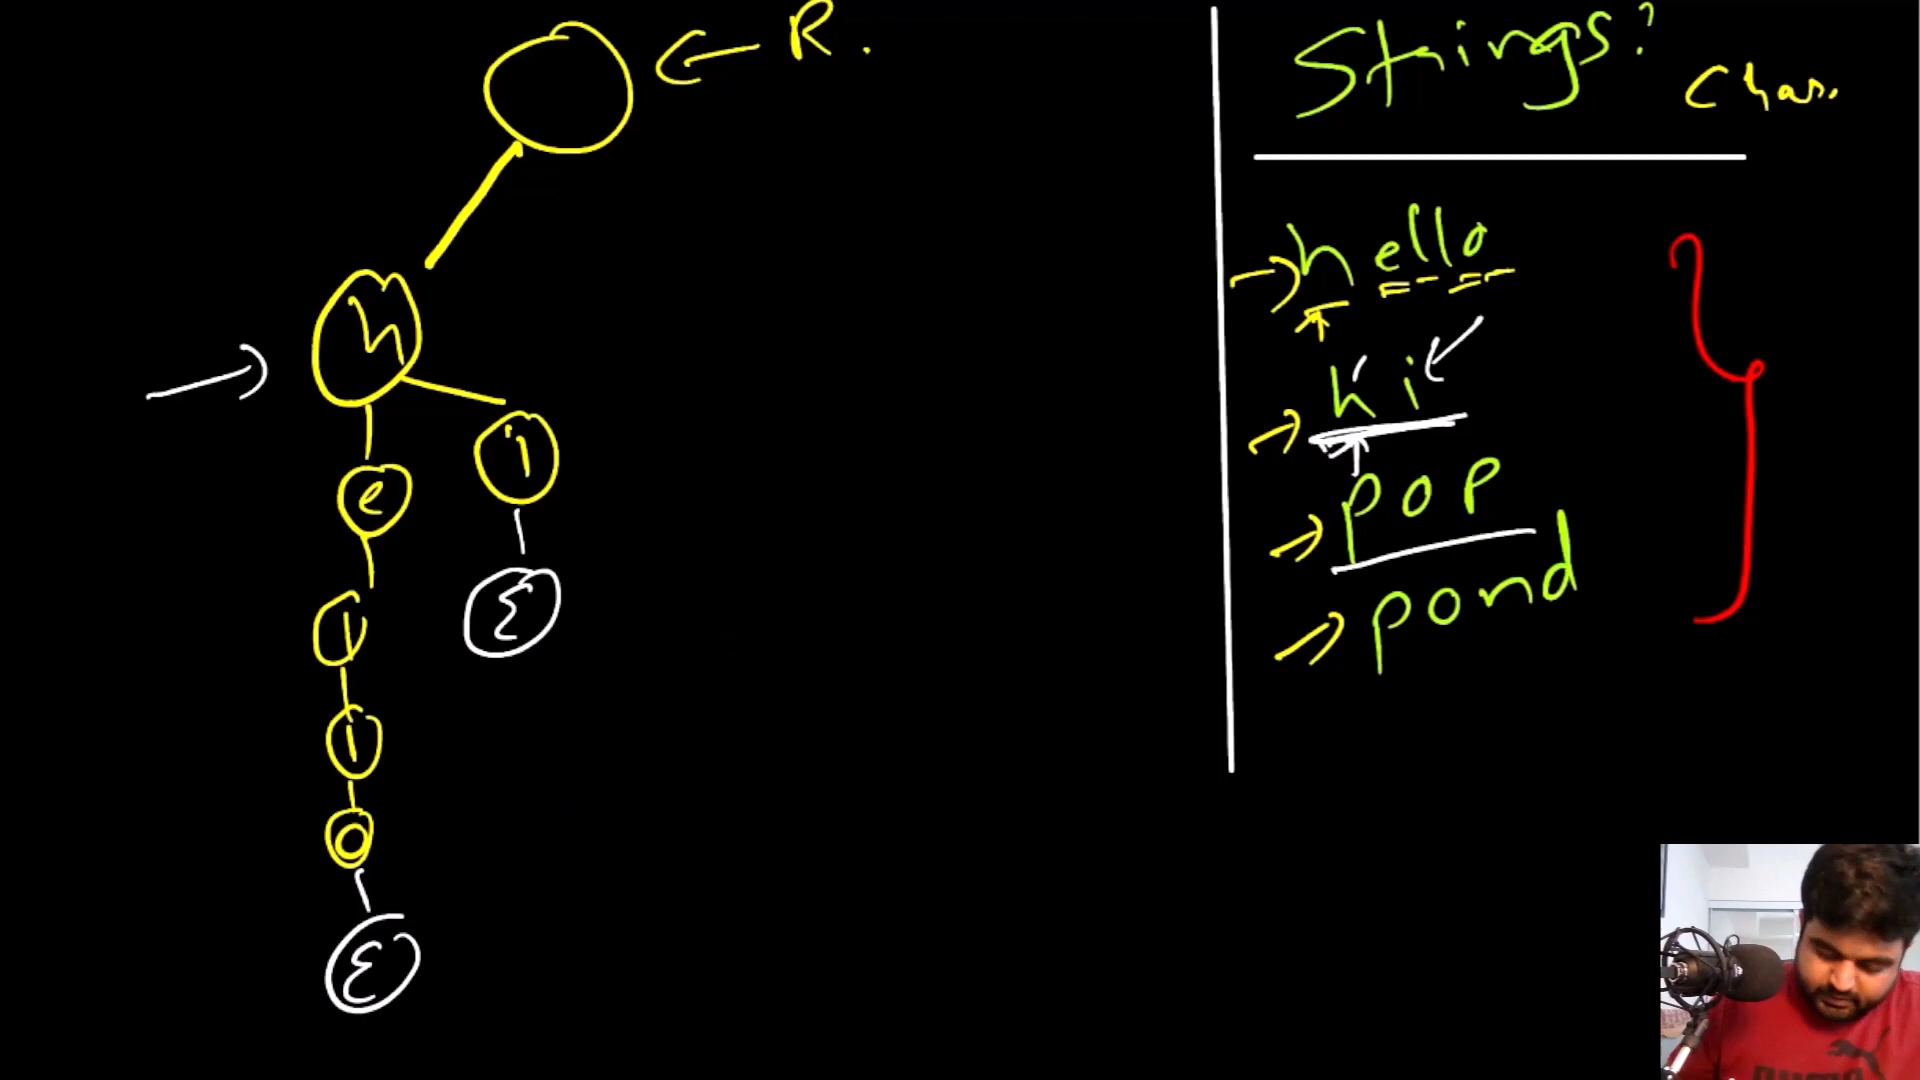 R.
Strings?
Char.
h
hello
hi
e
i
pop
l
ε
pond
l
o
ε